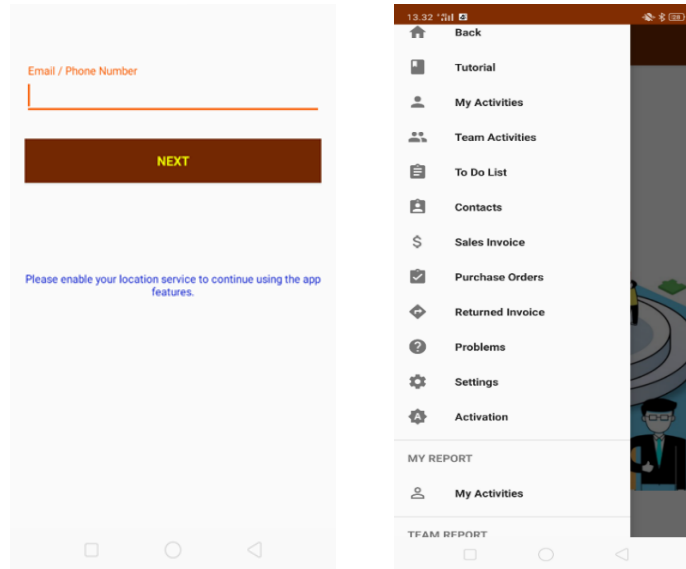 Email / Phone Number
NEXT
Please enable your location service to continue using the app
features.
13.32
Back
Tutorial
My Activities
Team Activities
To Do List
Contacts
Sales Invoice
Purchase Orders
Returned Invoice
Problems
Settings
Activation
MY REPORT
My Activities
TEAM REPORT